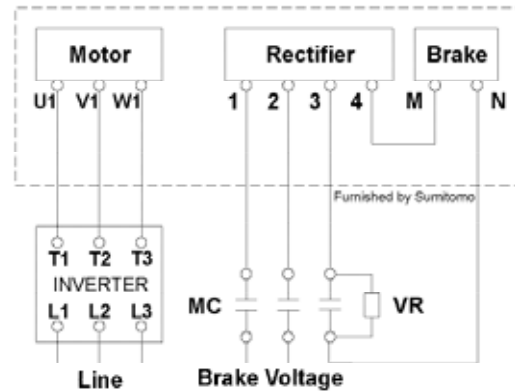 Motor Rectifier Brake
U1 V1 W1 1 2 3 4 M N
Furnished by Sumitomo
T1 T2 T3
INVERTER
L1 L2 L3
MC VR
Line Brake Voltage